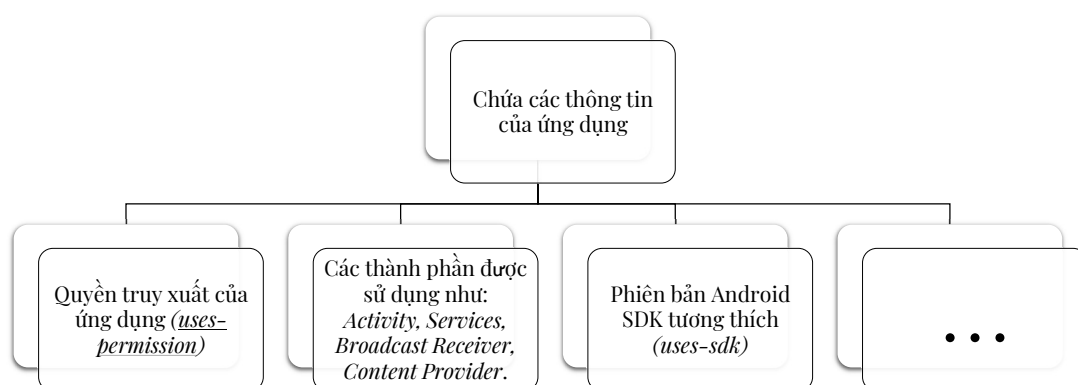 Chứa các thông tin
của ứng dụng
Quyền truy xuất của
ứng dụng (uses-
permission)
Các thành phần được
sử dụng như:
Activity, Services,
Broadcast Receiver,
Content Provider.
Phiên bản Android
SDK tương thích
(uses-sdk)
...